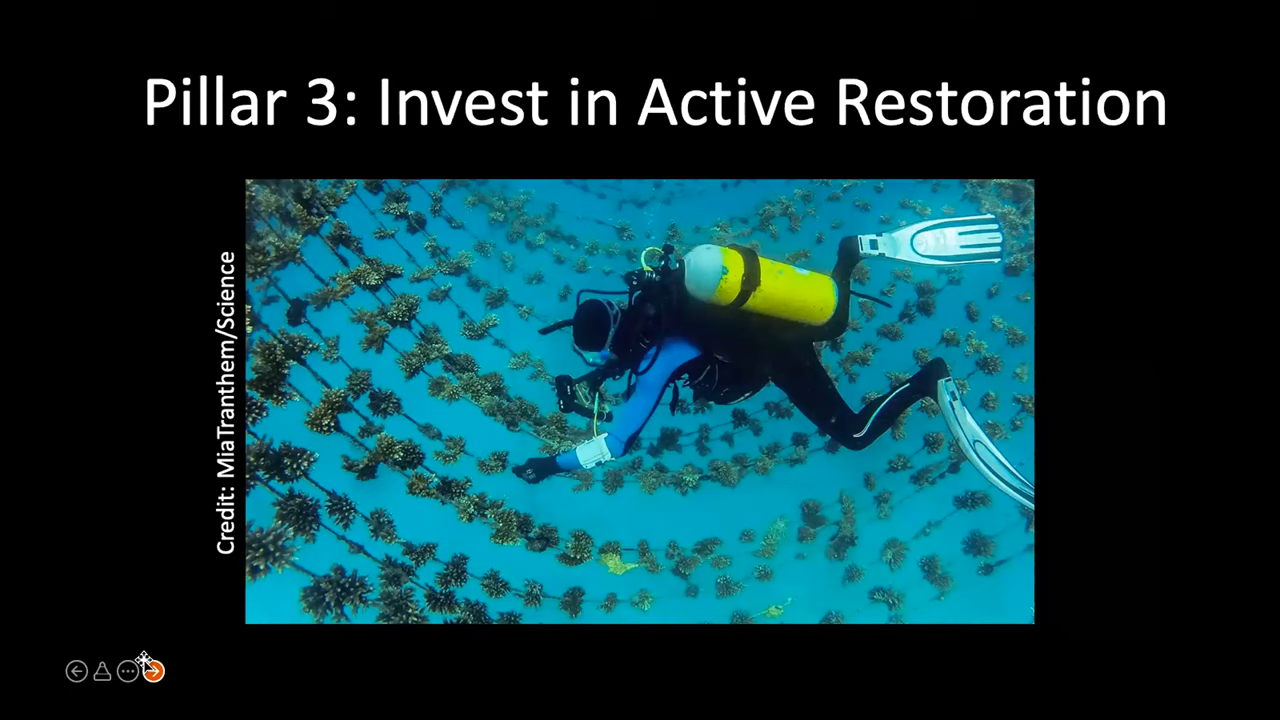 Pillar 3: Invest in Active Restoration
Credit: MiaTranthem/Science